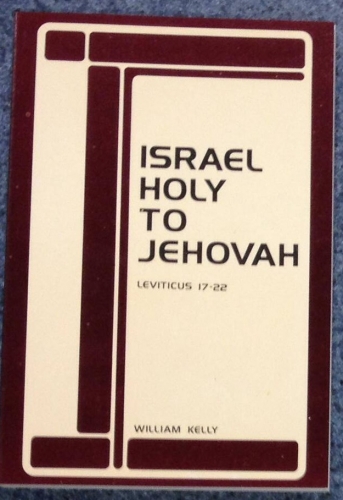 ISRAEL
HOLY
TO
JEHOVAH
LEVITICUS 17-22
WILLIAM KELLY